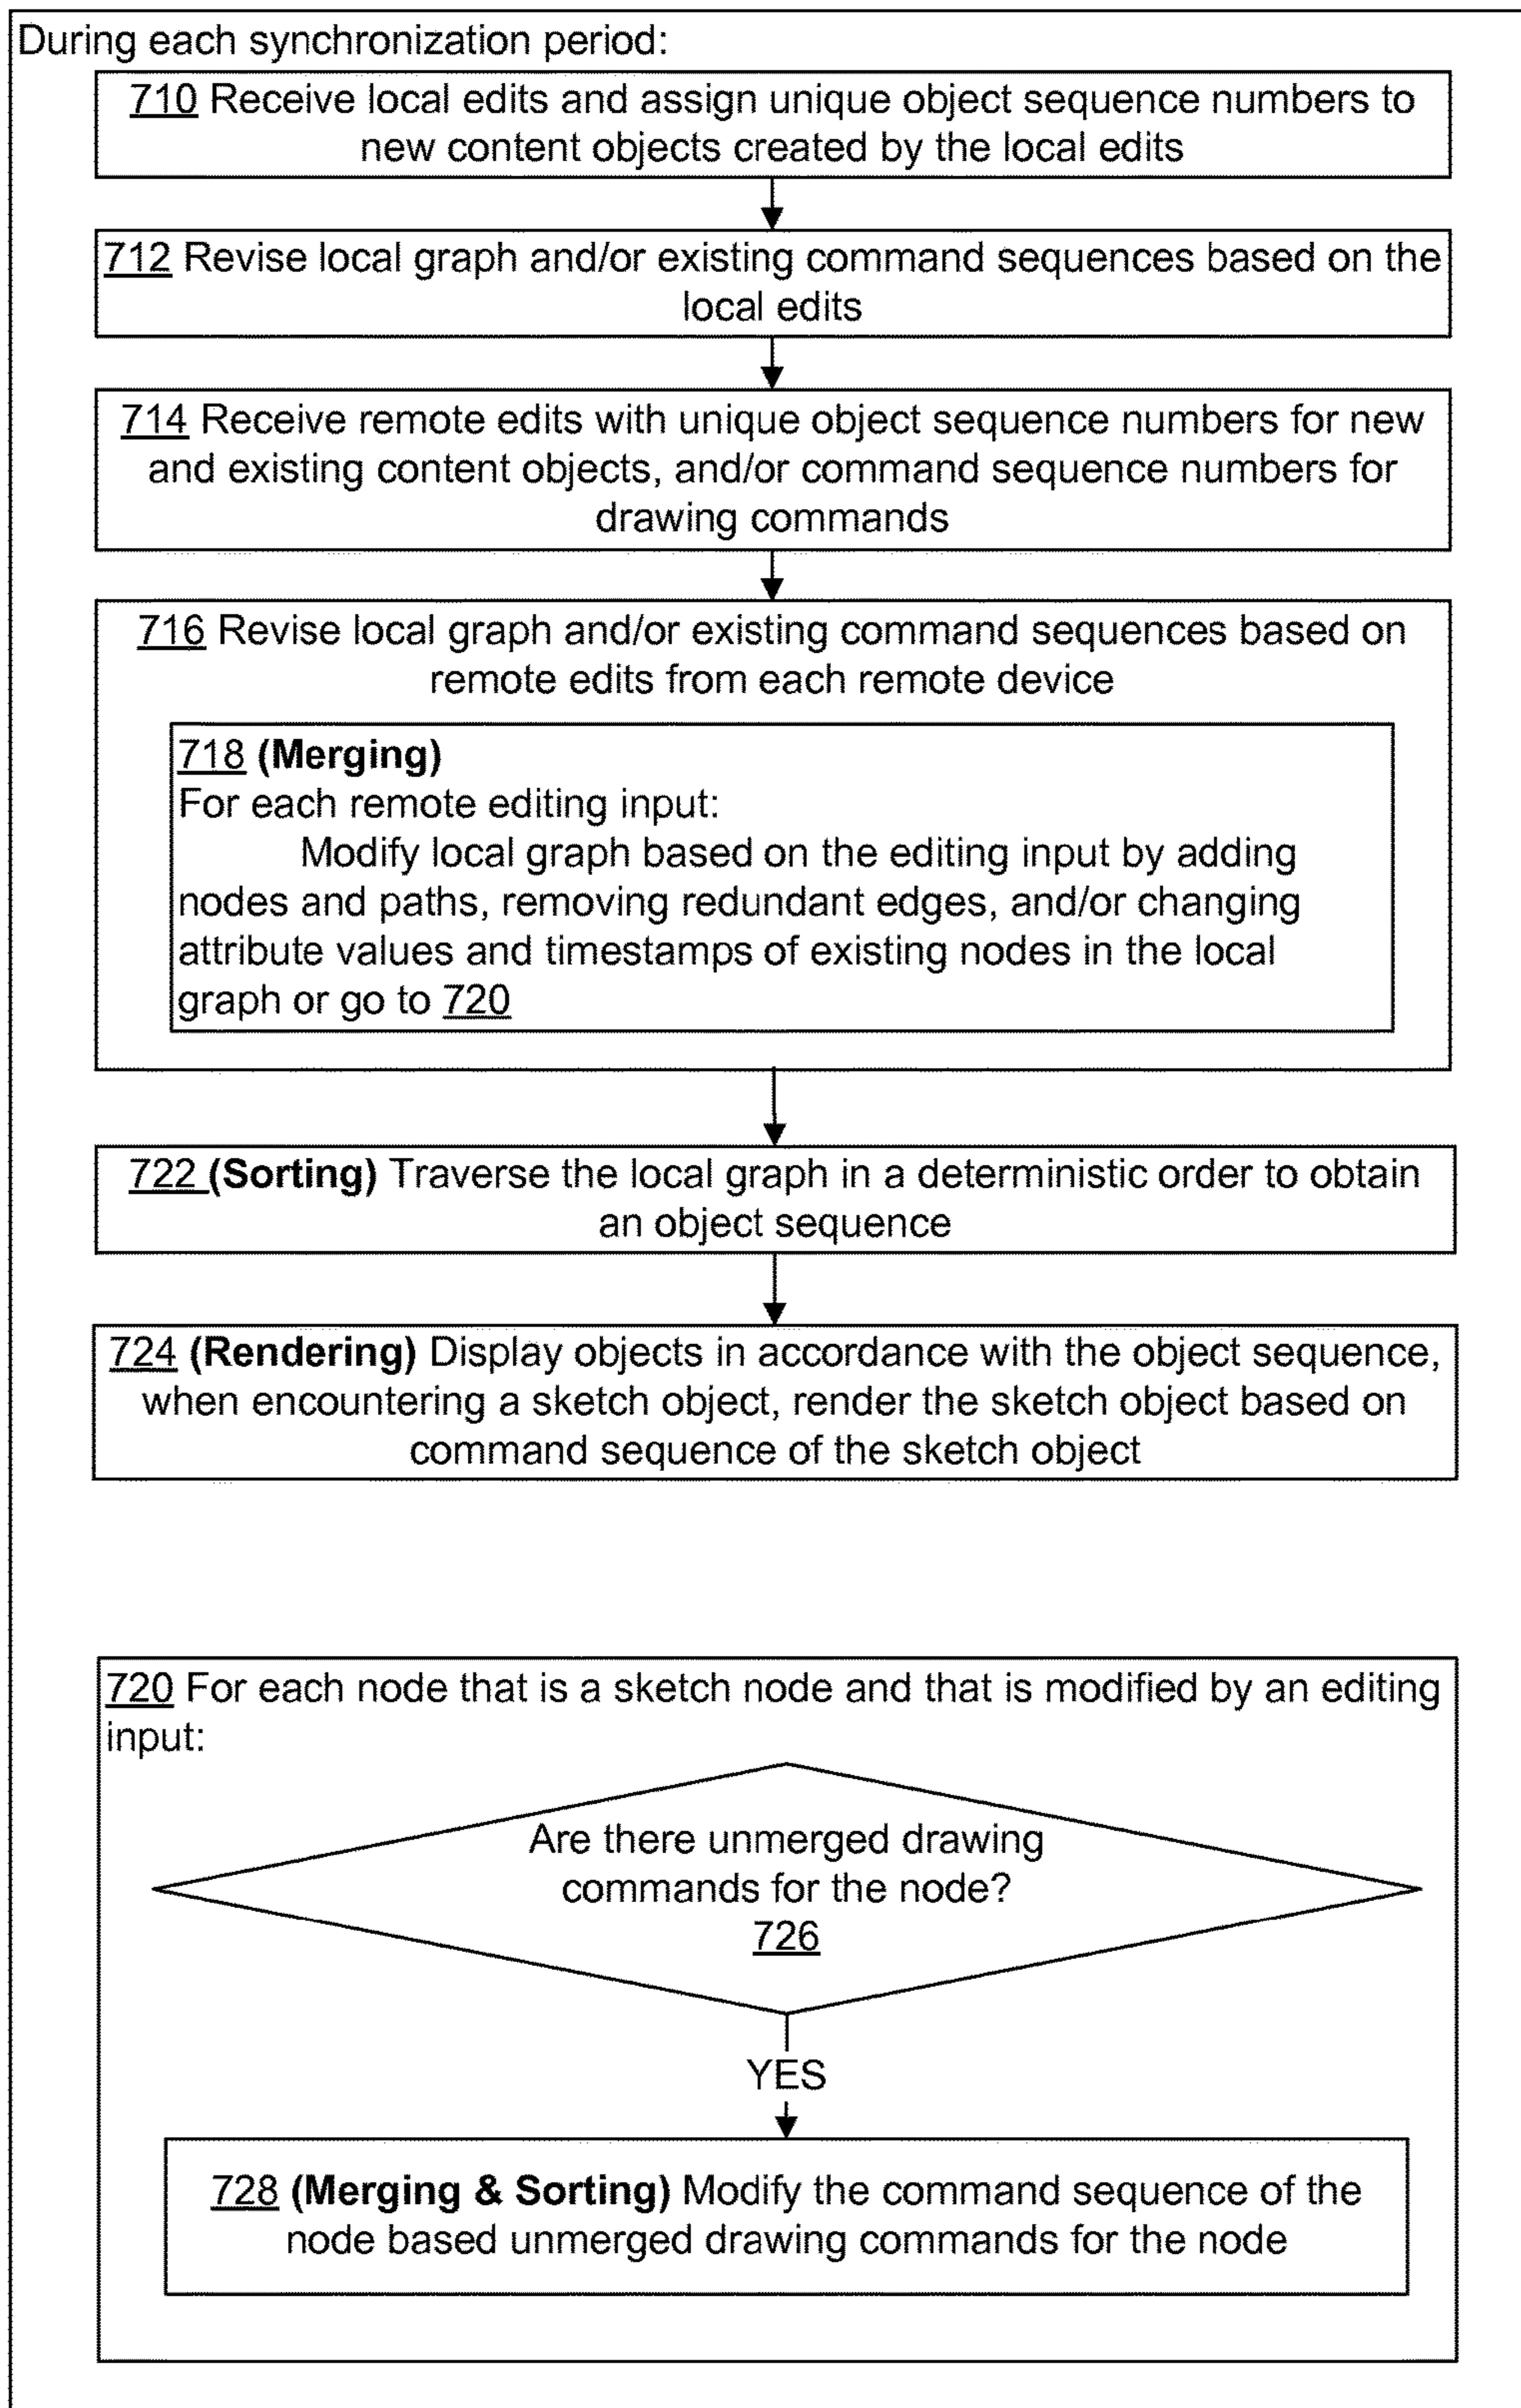 During each synchronization period:
710 Receive local edits and assign unique object sequence numbers to
new content objects created by the local edits
712 Revise local graph and/or existing command sequences based on the
local edits
714 Receive remote edits with unique object sequence numbers for new
and existing content objects, and/or command sequence numbers for
drawing commands
716 Revise local graph and/or existing command sequences based on
remote edits from each remote device
718 (Merging)
For each remote editing input:
Modify local graph based on the editing input by adding
nodes and paths, removing redundant edges, and/or changing
attribute values and timestamps of existing nodes in the local
graph or go to 720
722 (Sorting) Traverse the local graph in a deterministic order to obtain
an object sequence
724 (Rendering) Display objects in accordance with the object sequence,
when encountering a sketch object, render the sketch object based on
command sequence of the sketch object
720 For each node that is a sketch node and that is modified by an editing
input:
Are there unmerged drawing
commands for the node?
726
YES
728 (Merging & Sorting) Modify the command sequence of the
node based unmerged drawing commands for the node